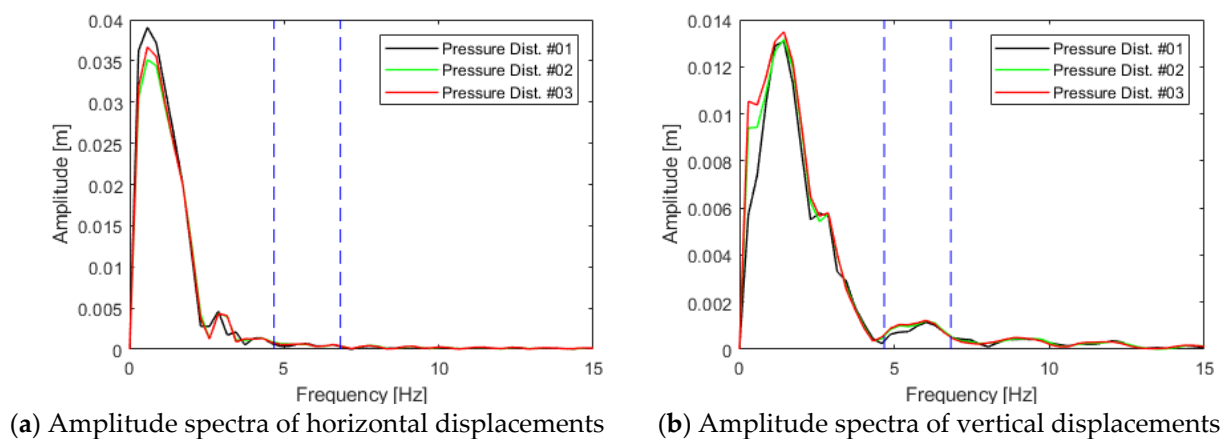 0.04
0.035
0.03
0.025
0.02
0.015
0.01
0.005
0
Amplitude [m]
0
5
10
15
Frequency [Hz]
Pressure Dist. #01
Pressure Dist. #02
Pressure Dist. #03
(a) Amplitude spectra of horizontal displacements
0.014
0.012
0.01
0.008
0.006
0.004
0.002
0
Amplitude [m]
0
5
10
15
Frequency [Hz]
Pressure Dist. #01
Pressure Dist. #02
Pressure Dist. #03
(b) Amplitude spectra of vertical displacements